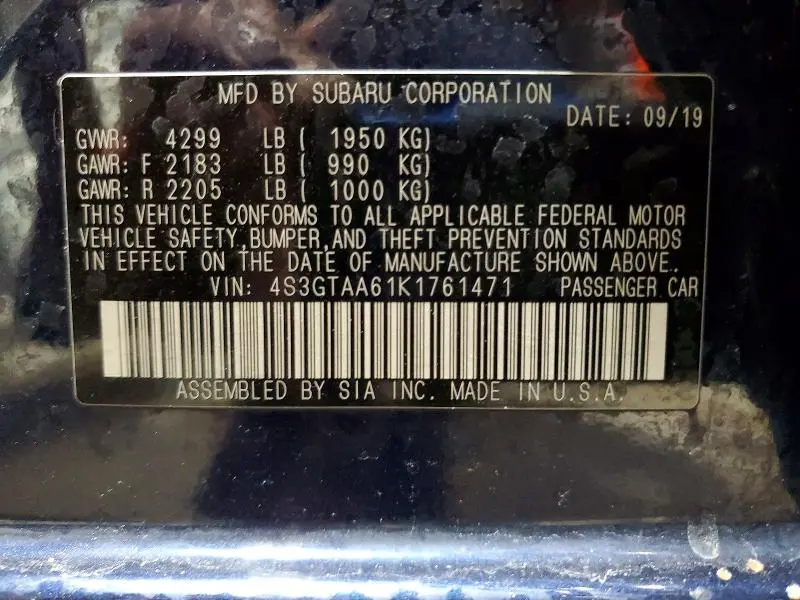 MFD BY SUBARU CORPORATION
DATE: 09/19
GVWR: 4299 LB ( 1950 KG)
GAWR: F 2183 LB ( 990 KG)
GAWR: R 2205 LB ( 1000 KG)
THIS VEHICLE CONFORMS TO ALL APPLICABLE FEDERAL MOTOR
VEHICLE SAFETY,BUMPER,AND THEFT PREVENTION STANDARDS
IN EFFECT ON THE DATE OF MANUFACTURE SHOWN ABOVE..
VIN: 4S3GTAA61K1761471 PASSENGER CAR
ASSEMBLED BY SIA INC. MADE IN U.S.A.